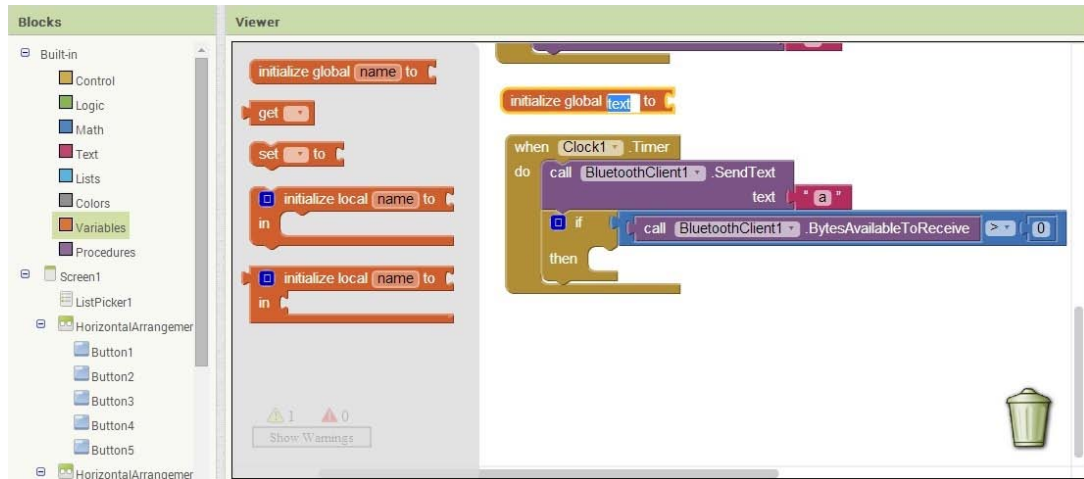 Blocks
Built-in
Control
Logic
Math
Text
Lists
Colors
Variables
Procedures
Screen1
ListPicker1
HorizontalArrangemer
Button1
Button2
Button3
Button4
Button5
HorizontalArrangemer
Viewer
initialize global name to
get
set to
initialize local name to
in
initialize local name to
in
1 0
Show Warnings
initialize global text to
when Clock1 .Timer
do call BluetoothClient1 .SendText
text " a "
if call BluetoothClient1 .BytesAvailableToReceive > 0
then